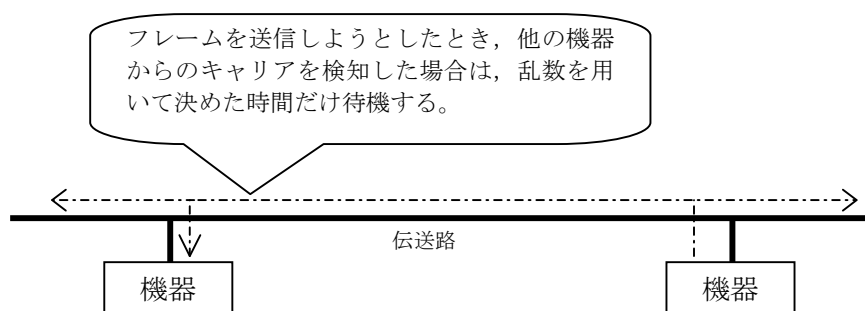 フレームを送信しようとしたとき，他の機器
からのキャリアを検知した場合は，乱数を用
いて決めた時間だけ待機する。
伝送路
機器
機器